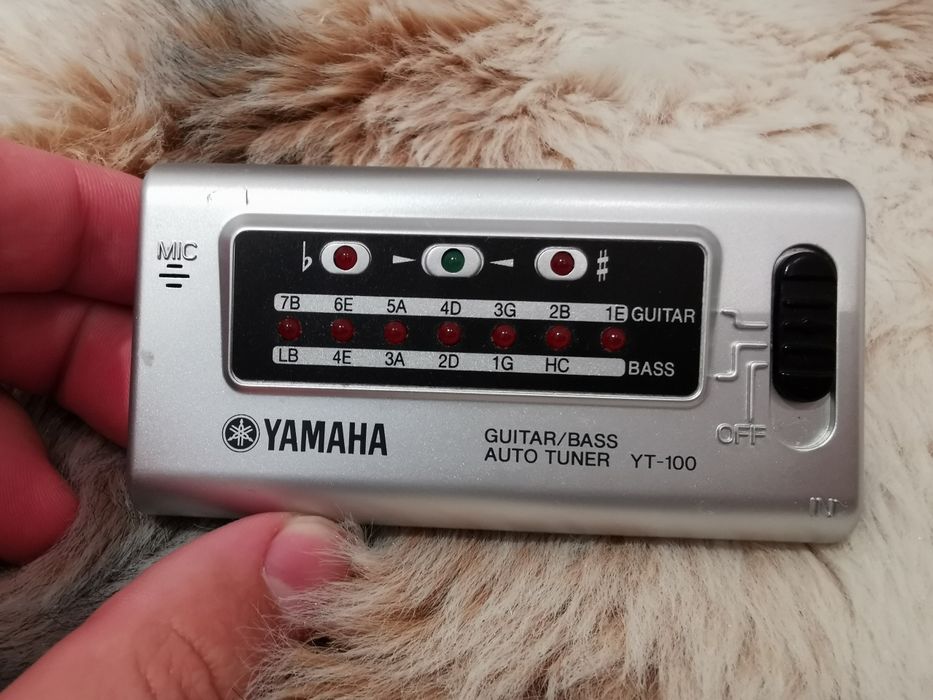 MIC
♭ ♯
7B 6E 5A 4D 3G 2B 1E GUITAR
LB 4E 3A 2D 1G HC BASS
OFF
YAMAHA
GUITAR/BASS
AUTO TUNER YT-100
IN